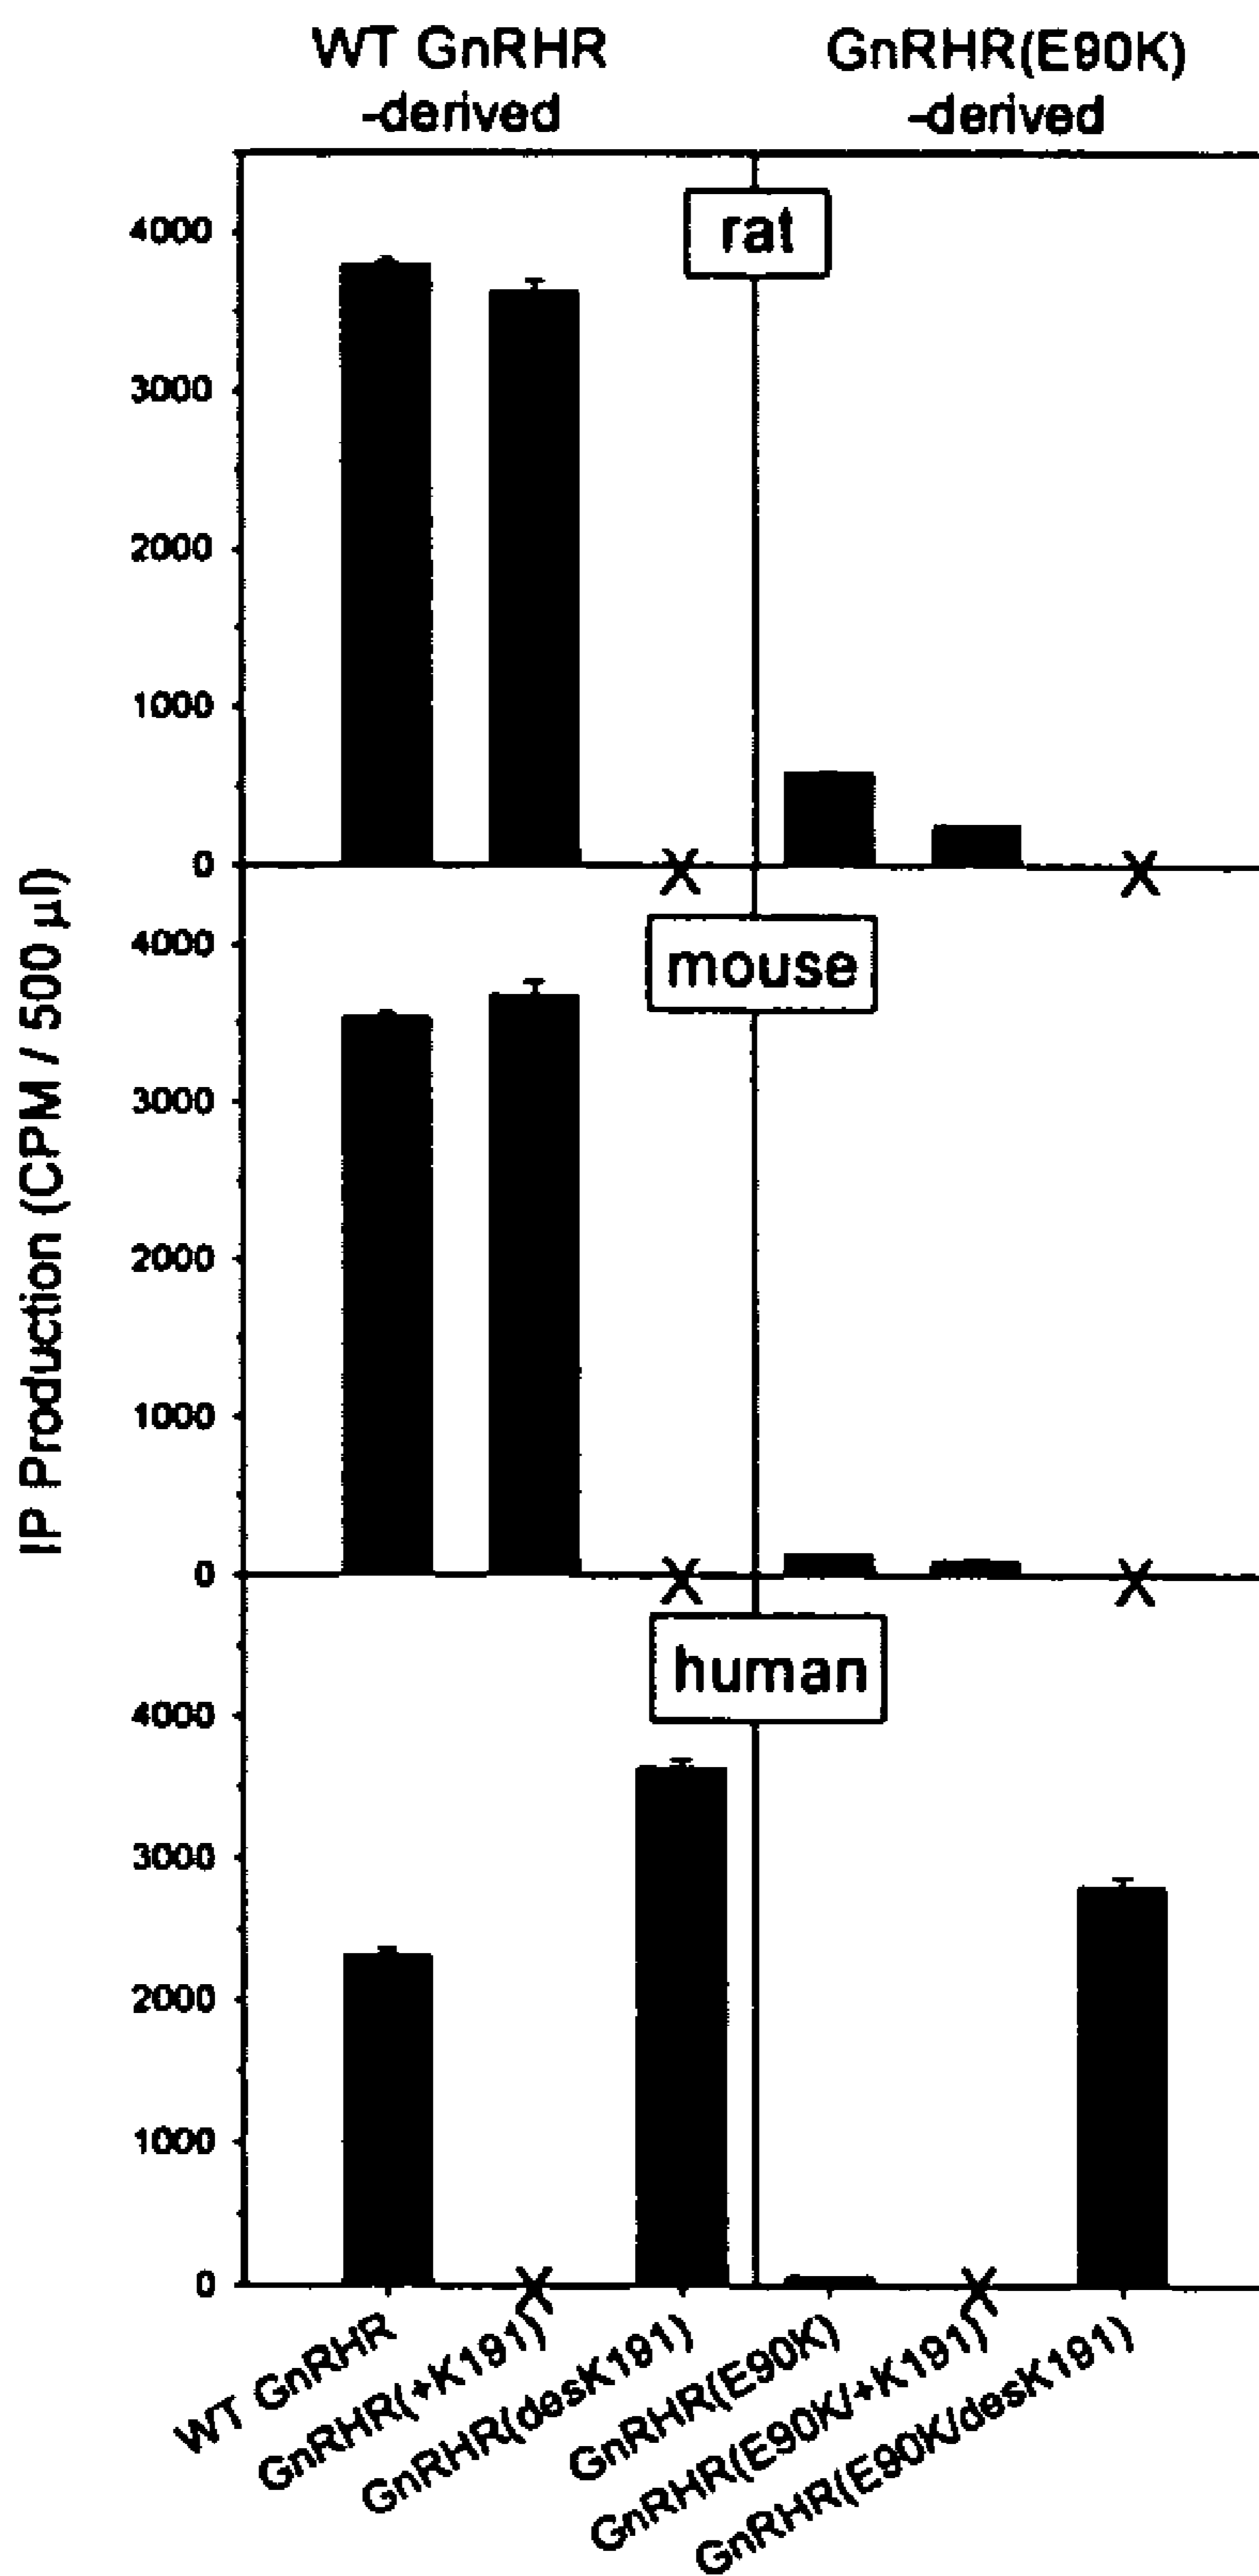 WT GnRHR
-derived
GnRHR(E90K)
-derived
rat
4000
3000
2000
1000
0
X
X
mouse
4000
3000
2000
1000
0
X
X
human
4000
3000
2000
1000
0
X
X
IP Production (CPM / 500 µl)
WT GnRHR
GnRHR(+K191)
GnRHR(desK191)
GnRHR(E90K)
GnRHR(E90K/+K191)
GnRHR(E90K/desK191)